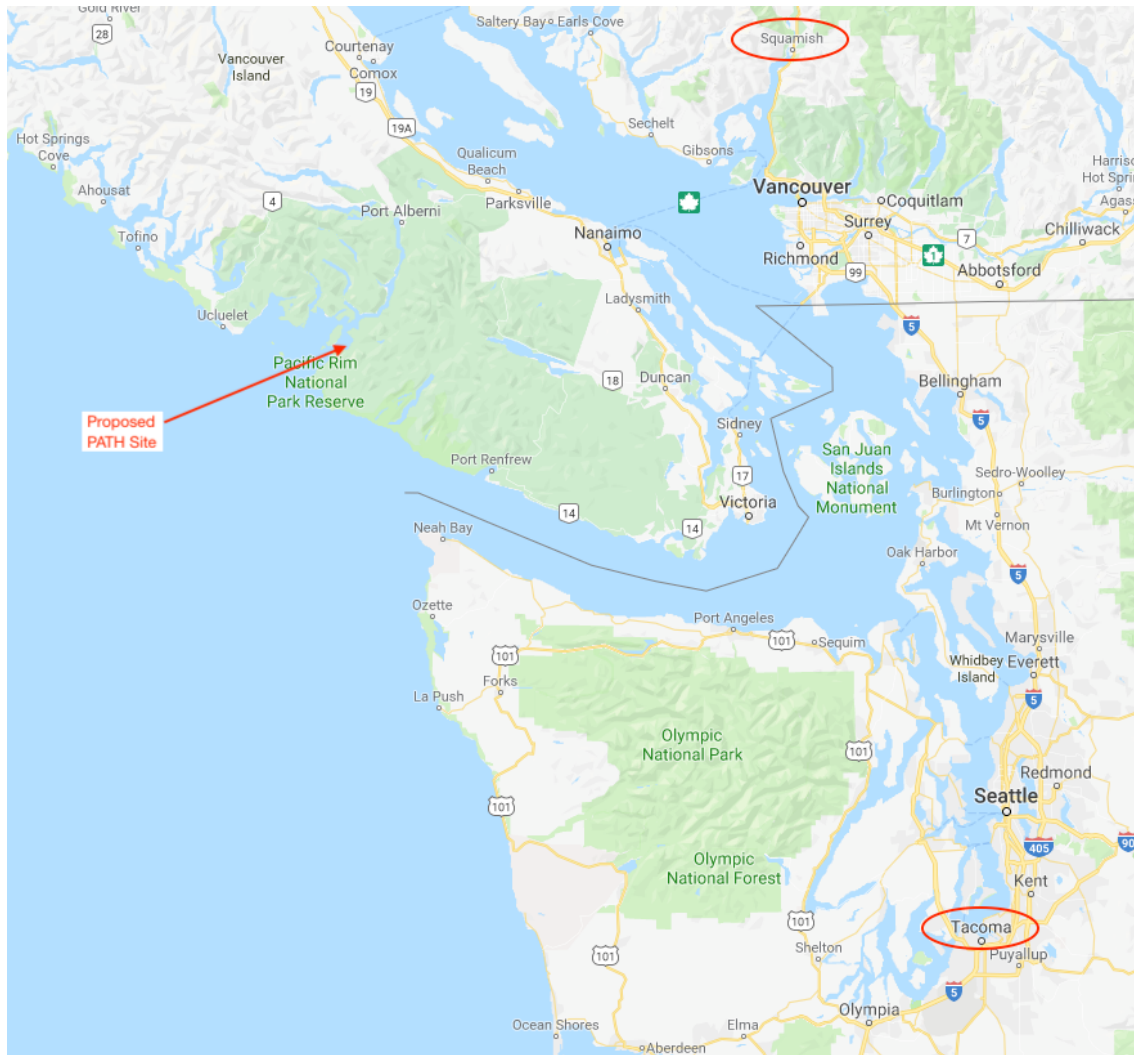 Gold River
28
Saltery Bay
Earls Cove
Squamish
Courtenay
Vancouver
Island
Comox
19
19A
Sechelt
Hot Springs
Cove
Qualicum
Beach
Gibsons
Harriso
Hot Sprin
Ahousat
4
Vancouver
Coquitlam
Agass
Port Alberni
Parksville
Surrey
Tofino
Nanaimo
7
Chilliwack
Richmond
1
99
Abbotsford
Ladysmith
Ucluelet
5
Pacific Rim
National
Park Reserve
18
Duncan
Bellingham
Proposed
PATH Site
5
Sidney
San Juan
Islands
National
Monument
Port Renfrew
17
Sedro-Woolley
Burlington
Victoria
14
14
Mt Vernon
Neah Bay
Oak Harbor
5
Ozette
Port Angeles
101
Sequim
Marysville
101
Whidbey
Island
Everett
Forks
La Push
5
Olympic
National Park
101
Redmond
101
Seattle
405
90
Olympic
National Forest
Kent
101
Tacoma
101
Shelton
Puyallup
5
Olympia
Ocean Shores
Elma
Aberdeen